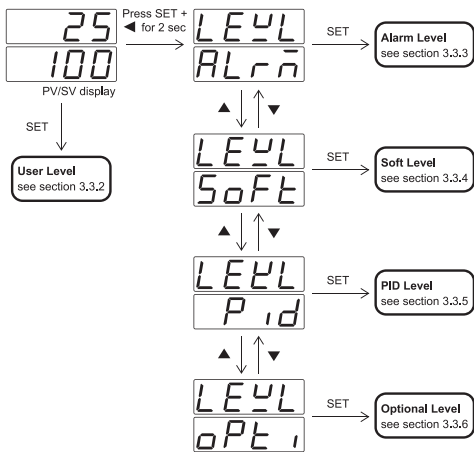 25
100
PV/SV display
SET
User Level
see section 3.3.2
Press SET +
◄ for 2 sec
LEVL
ALrm
SET
Alarm Level
see section 3.3.3
▲ ▼
LEVL
SoFt
SET
Soft Level
see section 3.3.4
▲ ▼
LEVL
Pid
SET
PID Level
see section 3.3.5
▲ ▼
LEVL
oPti
SET
Optional Level
see section 3.3.6